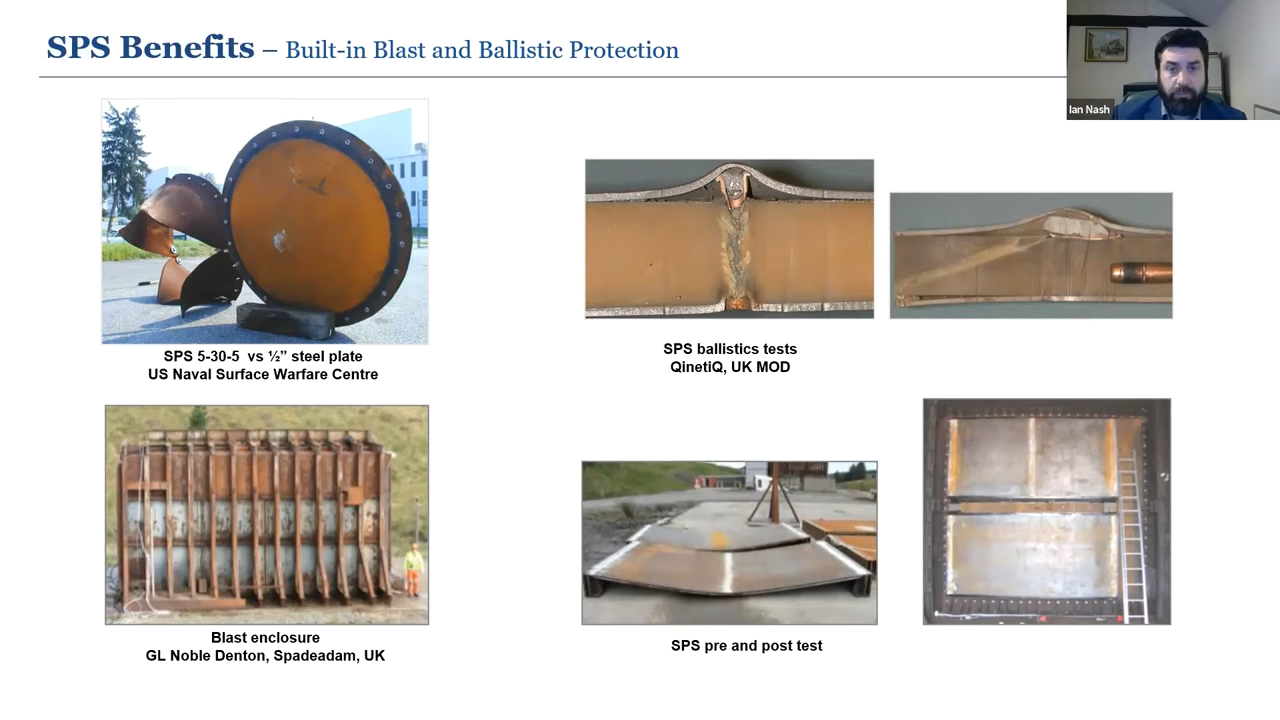 SPS Benefits – Built-in Blast and Ballistic Protection
Ian Nash
SPS 5-30-5 vs ½” steel plate
US Naval Surface Warfare Centre
SPS ballistics tests
QinetiQ, UK MOD
Blast enclosure
GL Noble Denton, Spadeadam, UK
SPS pre and post test